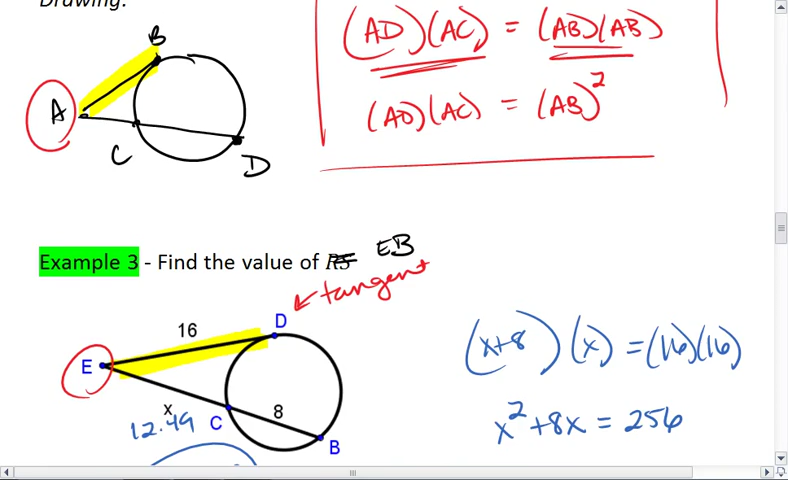 Drawing:
(AD)(AC) = (AB)(AB)
B
A
(AD)(AC) = (AB)²
C
D
Example 3 - Find the value of EB
tangent
16
D
E
(x+8)(x) = (16)(16)
x
8
12.49
C
B
x²+8x = 256